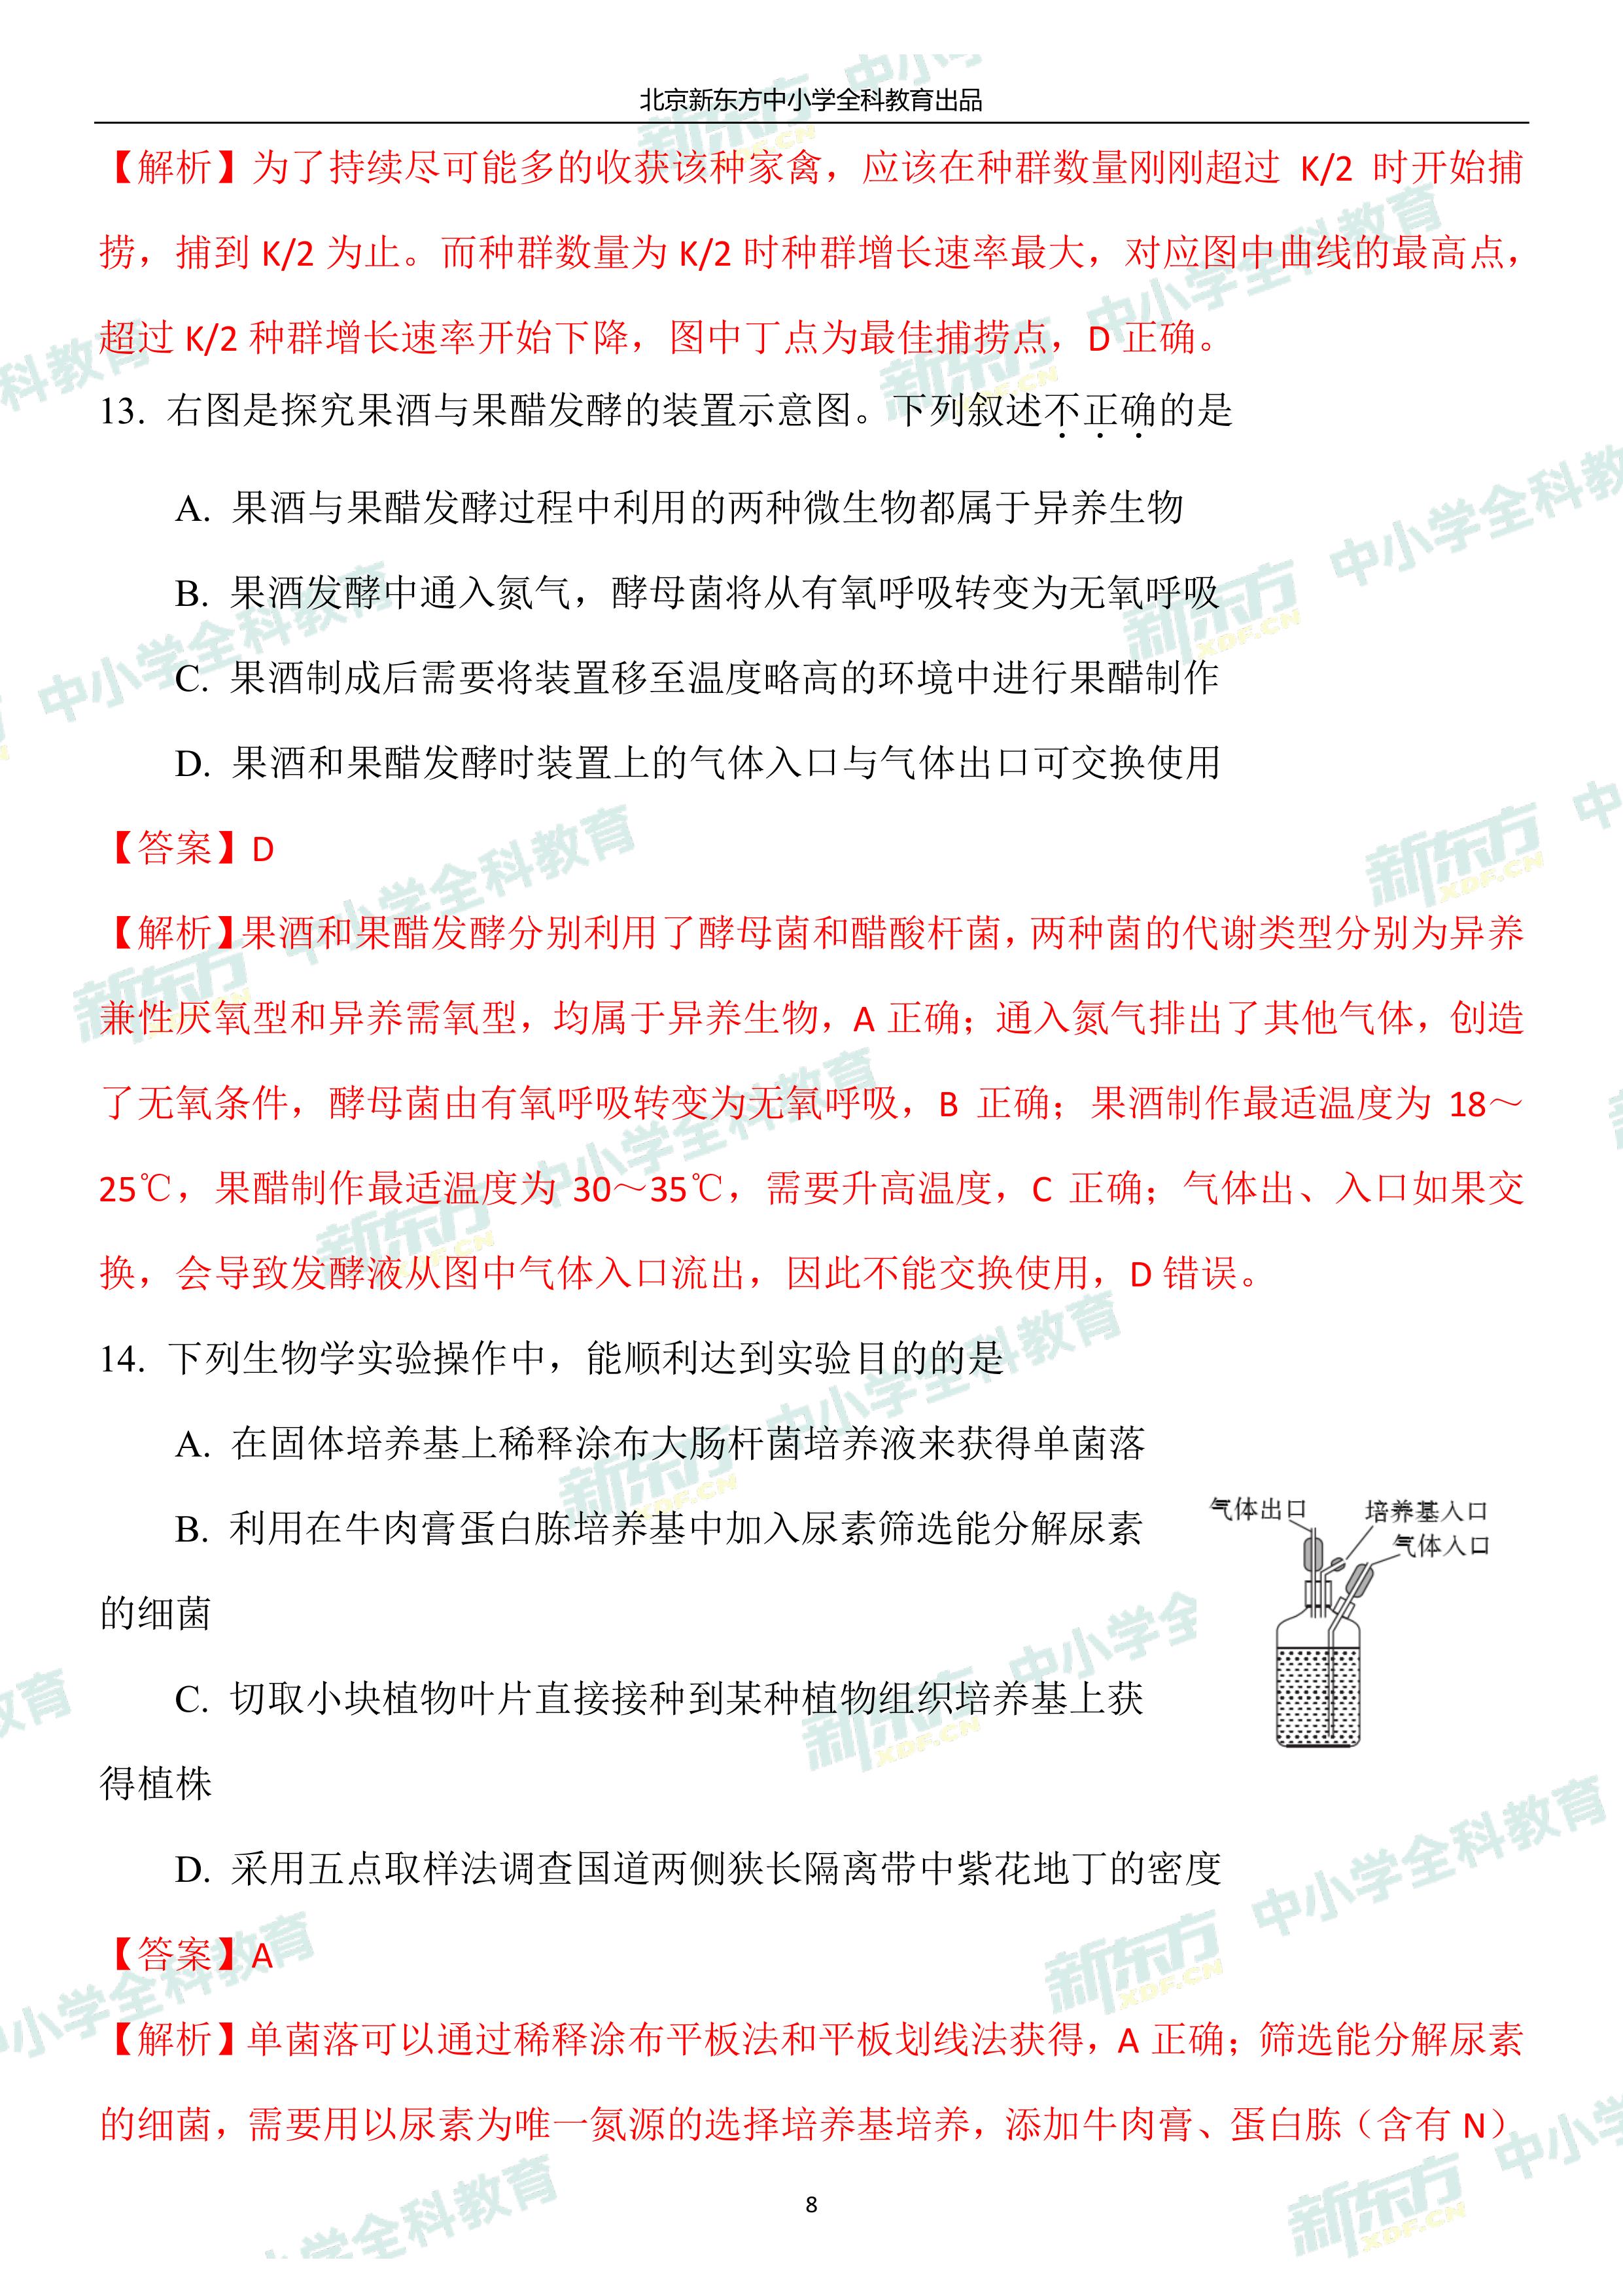 北京新东方中小学全科教育出品
【解析】为了持续尽可能多的收获该种家禽，应该在种群数量刚刚超过 K/2 时开始捕
捞，捕到 K/2 为止。而种群数量为 K/2 时种群增长速率最大，对应图中曲线的最高点，
超过 K/2 种群增长速率开始下降，图中丁点为最佳捕捞点，D 正确。
13. 右图是探究果酒与果醋发酵的装置示意图。下列叙述不正确的是
A. 果酒与果醋发酵过程中利用的两种微生物都属于异养生物
B. 果酒发酵中通入氮气，酵母菌将从有氧呼吸转变为无氧呼吸
C. 果酒制成后需要将装置移至温度略高的环境中进行果醋制作
D. 果酒和果醋发酵时装置上的气体入口与气体出口可交换使用
【答案】D
【解析】果酒和果醋发酵分别利用了酵母菌和醋酸杆菌，两种菌的代谢类型分别为异养
兼性厌氧型和异养需氧型，均属于异养生物，A 正确；通入氮气排出了其他气体，创造
了无氧条件，酵母菌由有氧呼吸转变为无氧呼吸，B 正确；果酒制作最适温度为 18～
25℃，果醋制作最适温度为 30～35℃，需要升高温度，C 正确；气体出、入口如果交
换，会导致发酵液从图中气体入口流出，因此不能交换使用，D 错误。
14. 下列生物学实验操作中，能顺利达到实验目的的是
A. 在固体培养基上稀释涂布大肠杆菌培养液来获得单菌落
B. 利用在牛肉膏蛋白胨培养基中加入尿素筛选能分解尿素
的细菌
气体出口
培养基入口
气体入口
C. 切取小块植物叶片直接接种到某种植物组织培养基上获
得植株
D. 采用五点取样法调查国道两侧狭长隔离带中紫花地丁的密度
【答案】A
【解析】单菌落可以通过稀释涂布平板法和平板划线法获得，A 正确；筛选能分解尿素
的细菌，需要用以尿素为唯一氮源的选择培养基培养，添加牛肉膏、蛋白胨（含有 N）
8
新东方 XDF.CN 中小学全科教育